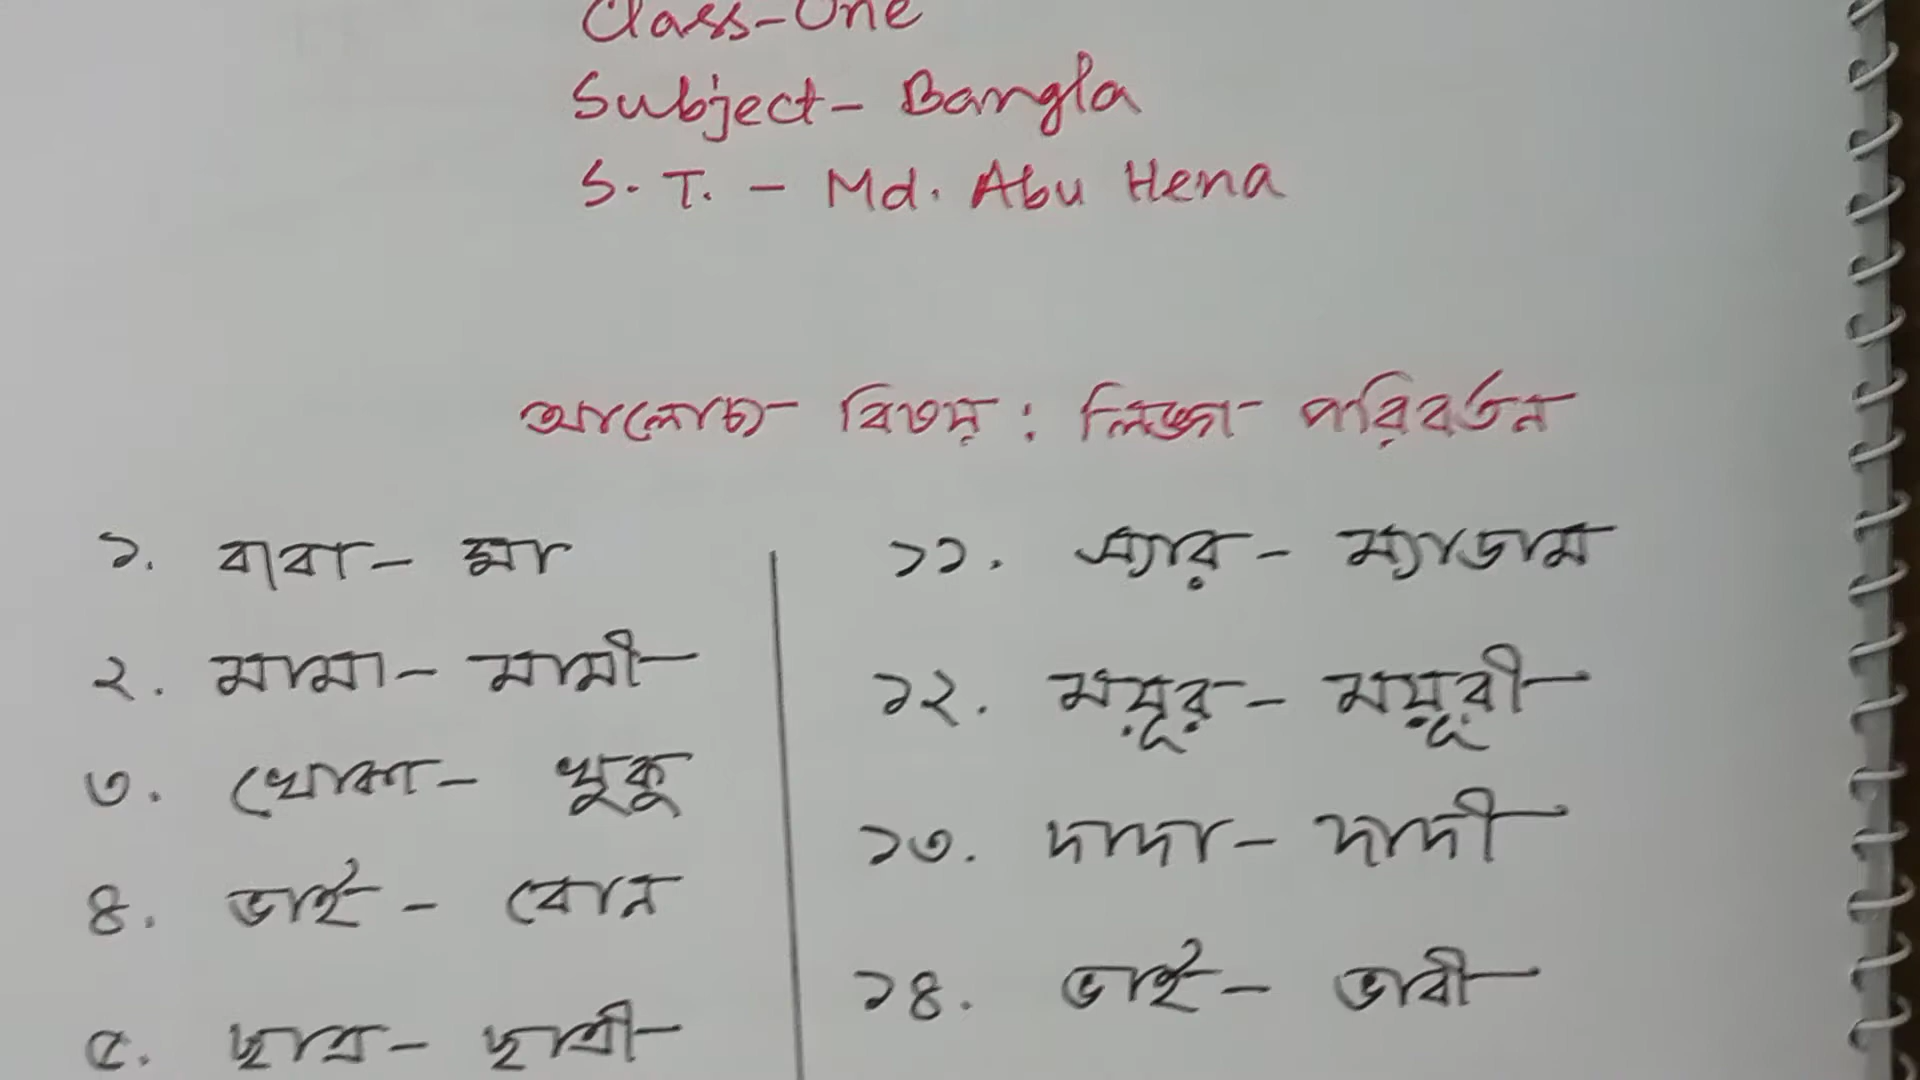 Class-One
Subject- Bangla
S. T. - Md. Abu Hena
আলোচ্য বিষয় : লিঙ্গ পরিবর্তন
১. বাবা - মা
২. মামা - মামী
৩. খোকা - খুকু
৪. ভাই - বোন
৫. ছাত্র - ছাত্রী
১১. স্যার - ম্যাডাম
১২. ময়ূর - ময়ূরী
১৩. দাদা - দাদী
১৪. ভাই - ভাবী